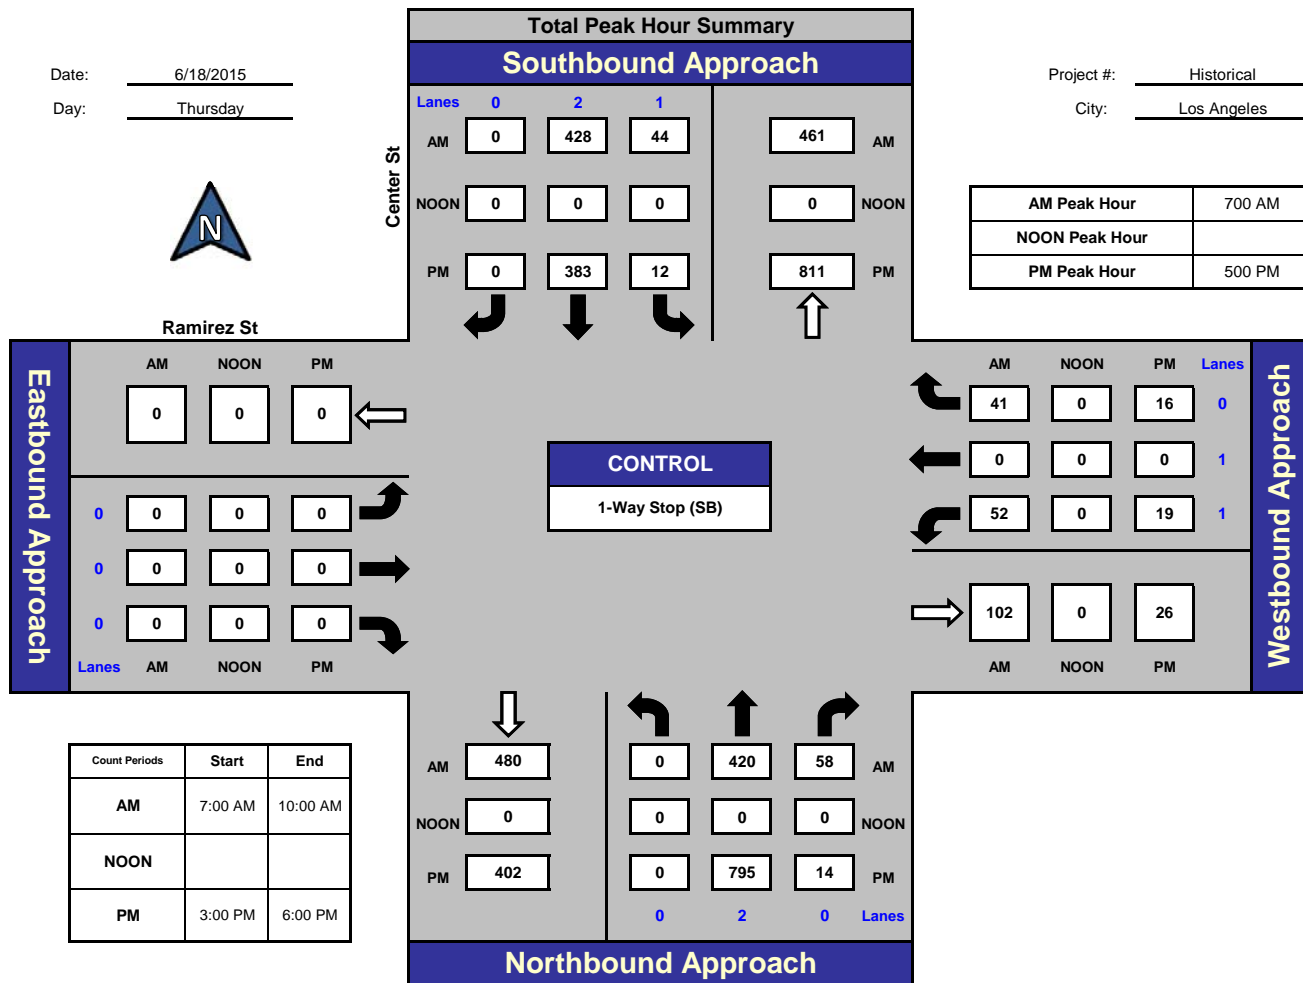 Total Peak Hour Summary
Southbound Approach
Date: 6/18/2015
Day: Thursday
Project #: Historical
City: Los Angeles
N
Center St
Lanes 0 2 1
AM 0 428 44 461 AM
NOON 0 0 0 0 NOON
PM 0 383 12 811 PM
AM Peak Hour 700 AM
NOON Peak Hour
PM Peak Hour 500 PM
Ramirez St
Eastbound Approach
AM NOON PM
0 0 0
0 0 0 0
0 0 0 0
0 0 0 0
Lanes AM NOON PM
CONTROL
1-Way Stop (SB)
AM NOON PM Lanes
41 0 16 0
0 0 0 1
52 0 19 1
102 0 26
AM NOON PM
Westbound Approach
Count Periods Start End
AM 7:00 AM 10:00 AM
NOON
PM 3:00 PM 6:00 PM
AM 480 0 420 58 AM
NOON 0 0 0 0 NOON
PM 402 0 795 14 PM
0 2 0 Lanes
Northbound Approach